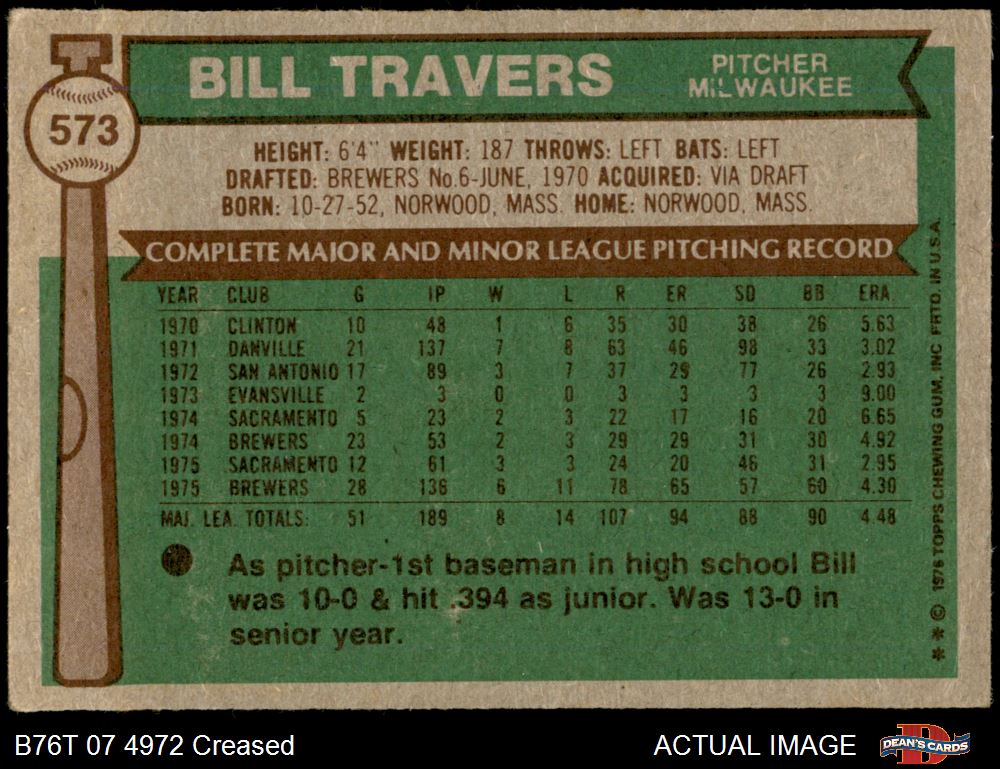 573
BILL TRAVERS
PITCHER
MILWAUKEE
HEIGHT: 6'4" WEIGHT: 187 THROWS: LEFT BATS: LEFT
DRAFTED: BREWERS No.6-JUNE, 1970 ACQUIRED: VIA DRAFT
BORN: 10-27-52, NORWOOD, MASS. HOME: NORWOOD, MASS.
COMPLETE MAJOR AND MINOR LEAGUE PITCHING RECORD
YEAR CLUB G IP W L R ER SO BB ERA
1970 CLINTON 10 48 1 6 35 30 38 26 5.63
1971 DANVILLE 21 137 7 8 63 46 98 33 3.02
1972 SAN ANTONIO 17 89 3 7 37 29 77 26 2.93
1973 EVANSVILLE 2 3 0 0 3 3 3 3 9.00
1974 SACRAMENTO 5 23 2 3 22 17 16 20 6.65
1974 BREWERS 23 53 2 3 29 29 31 30 4.92
1975 SACRAMENTO 12 61 3 3 24 20 46 31 2.95
1975 BREWERS 28 136 6 11 78 65 57 60 4.30
MAJ. LEA. TOTALS: 51 189 8 14 107 94 88 90 4.48
As pitcher-1st baseman in high school Bill
was 10-0 & hit .394 as junior. Was 13-0 in
senior year.
* * © 1976 TOPPS CHEWING GUM, INC PRTD. IN U.S.A.
B76T 07 4972 Creased
ACTUAL IMAGE
DEAN'S CARDS